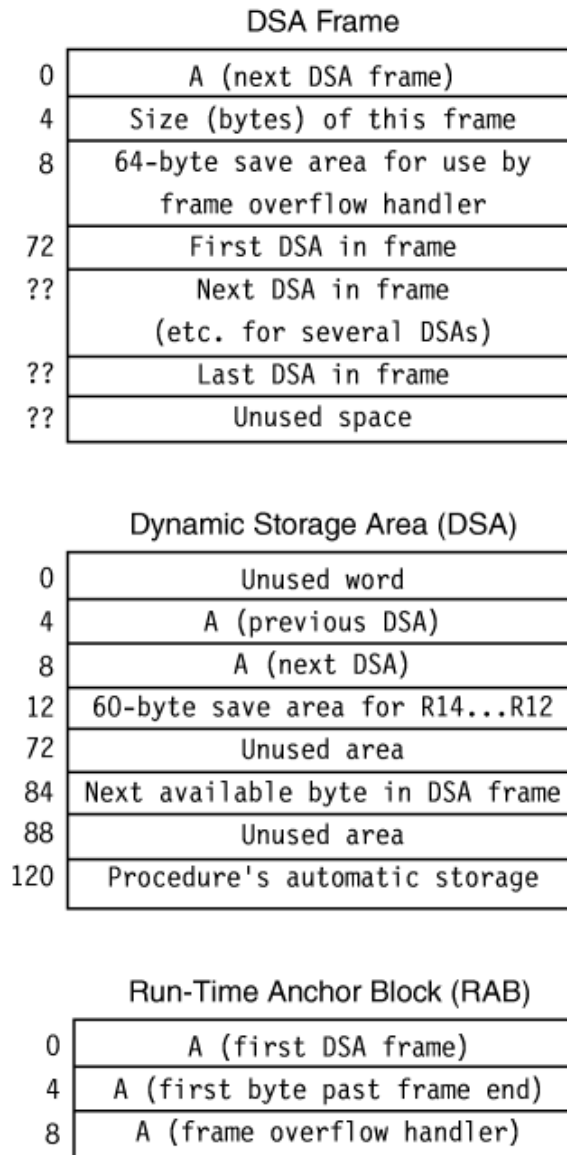 DSA Frame
0 A (next DSA frame)
4 Size (bytes) of this frame
8 64-byte save area for use by
frame overflow handler
72 First DSA in frame
?? Next DSA in frame
(etc. for several DSAs)
?? Last DSA in frame
?? Unused space
Dynamic Storage Area (DSA)
0 Unused word
4 A (previous DSA)
8 A (next DSA)
12 60-byte save area for R14...R12
72 Unused area
84 Next available byte in DSA frame
88 Unused area
120 Procedure's automatic storage
Run-Time Anchor Block (RAB)
0 A (first DSA frame)
4 A (first byte past frame end)
8 A (frame overflow handler)